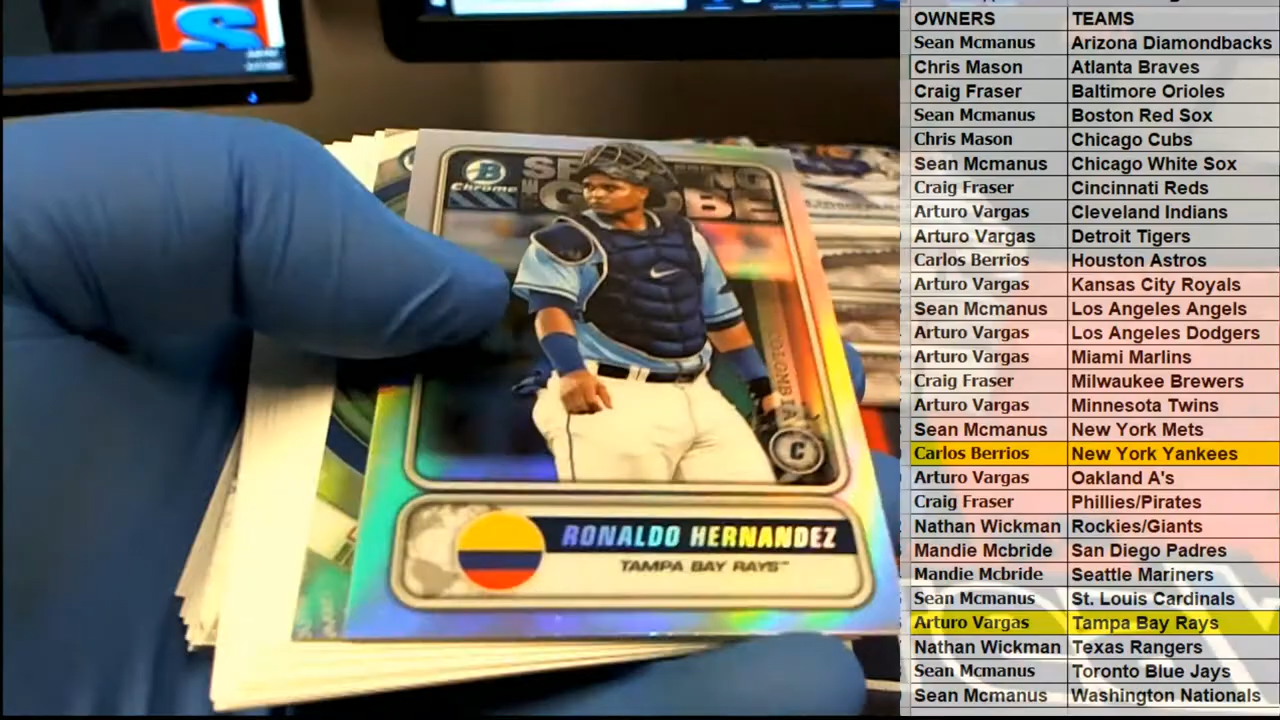 S
B
Chrome
SPANNING
THE
GLOBE
COLOMBIA
C
RONALDO HERNANDEZ
TAMPA BAY RAYS™
OWNERS TEAMS
Sean Mcmanus Arizona Diamondbacks
Chris Mason Atlanta Braves
Craig Fraser Baltimore Orioles
Sean Mcmanus Boston Red Sox
Chris Mason Chicago Cubs
Sean Mcmanus Chicago White Sox
Craig Fraser Cincinnati Reds
Arturo Vargas Cleveland Indians
Arturo Vargas Detroit Tigers
Carlos Berrios Houston Astros
Arturo Vargas Kansas City Royals
Sean Mcmanus Los Angeles Angels
Arturo Vargas Los Angeles Dodgers
Arturo Vargas Miami Marlins
Craig Fraser Milwaukee Brewers
Arturo Vargas Minnesota Twins
Sean Mcmanus New York Mets
Carlos Berrios New York Yankees
Arturo Vargas Oakland A's
Craig Fraser Phillies/Pirates
Nathan Wickman Rockies/Giants
Mandie Mcbride San Diego Padres
Mandie Mcbride Seattle Mariners
Sean Mcmanus St. Louis Cardinals
Arturo Vargas Tampa Bay Rays
Nathan Wickman Texas Rangers
Sean Mcmanus Toronto Blue Jays
Sean Mcmanus Washington Nationals